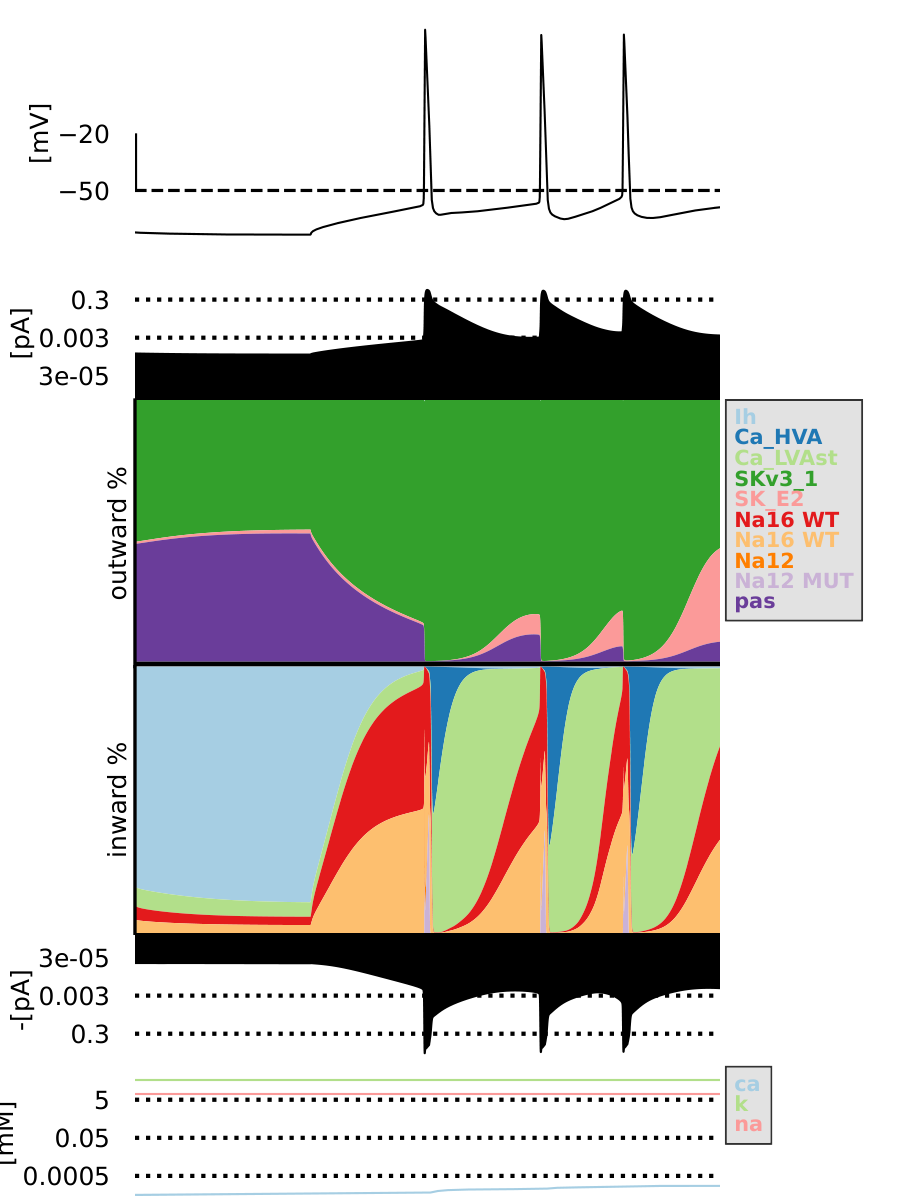 [mV]
−20
−50
[pA]
0.3
0.003
3e-05
outward %
Ih
Ca_HVA
Ca_LVAst
SKv3_1
SK_E2
Na16 WT
Na16 WT
Na12
Na12 MUT
pas
inward %
-[pA]
3e-05
0.003
0.3
[mM]
5
0.05
0.0005
ca
k
na